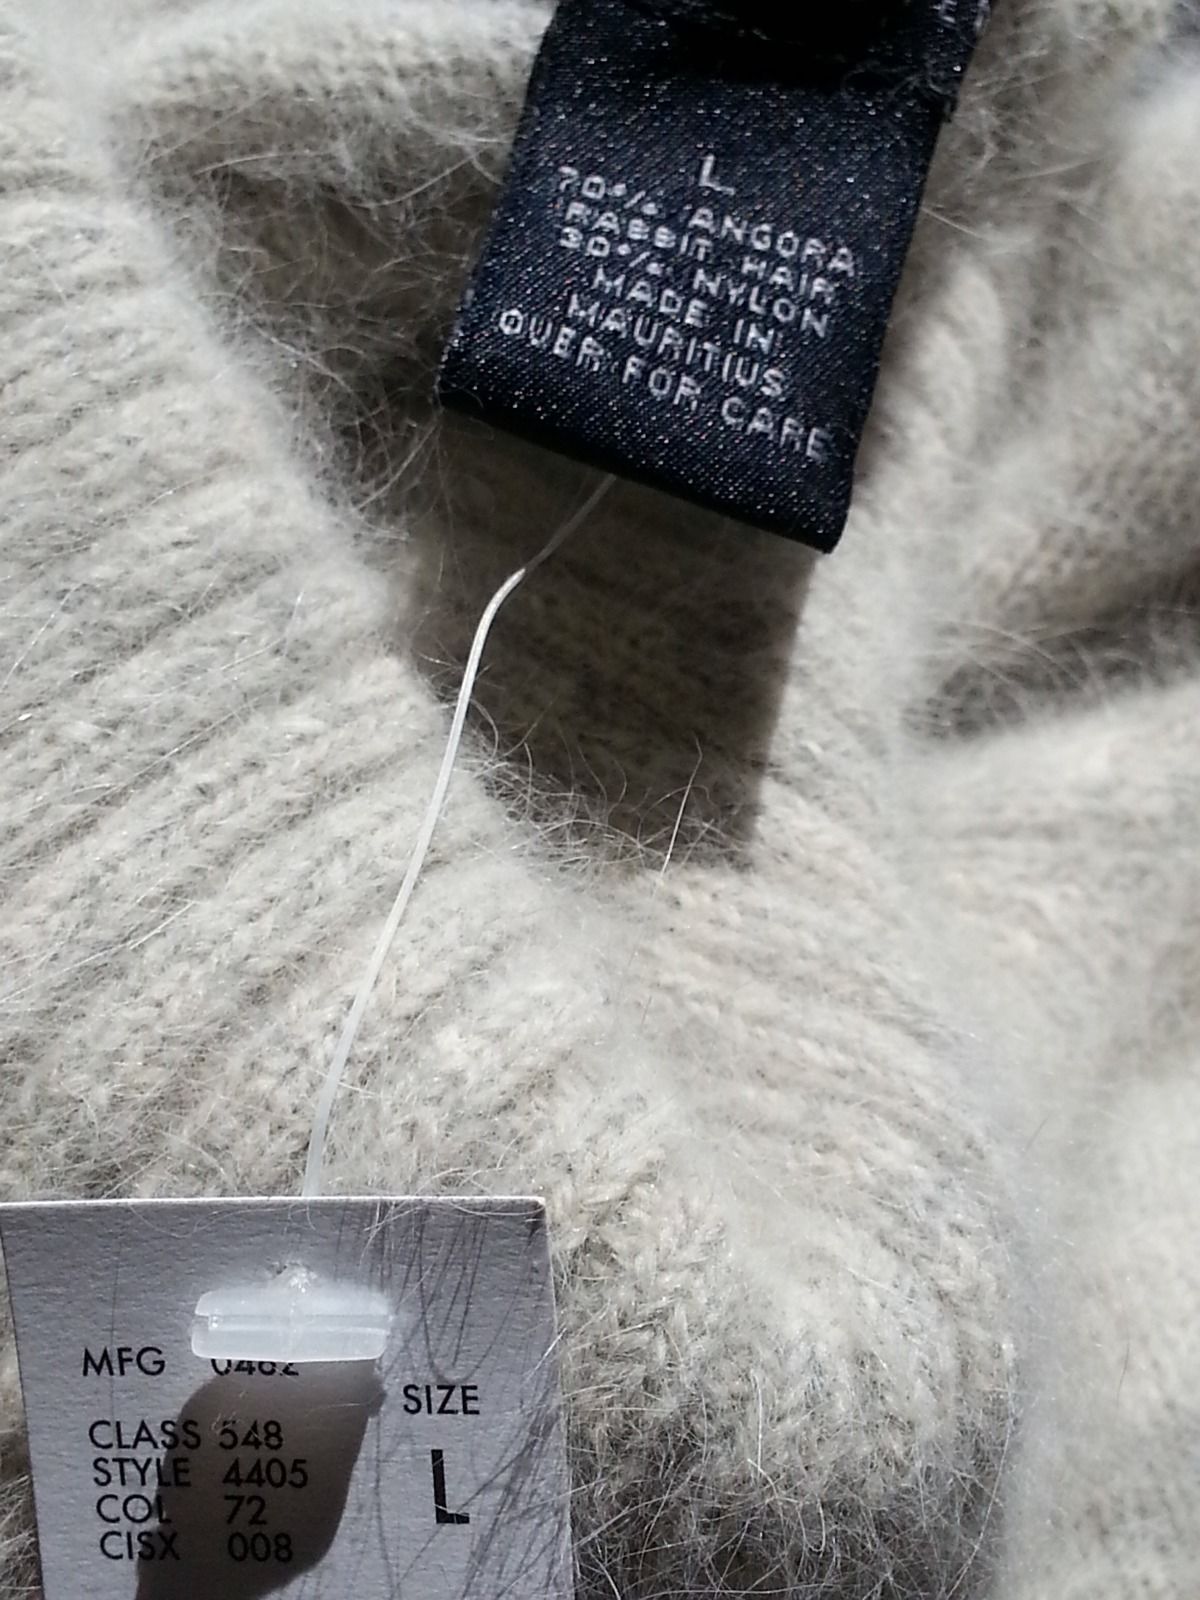 L
70% ANGORA
RABBIT HAIR
30% NYLON
MADE IN
MAURITIUS
OVER FOR CARE
MFG 0482
SIZE
CLASS 548
STYLE 4405
L
COL 72
CISX 008